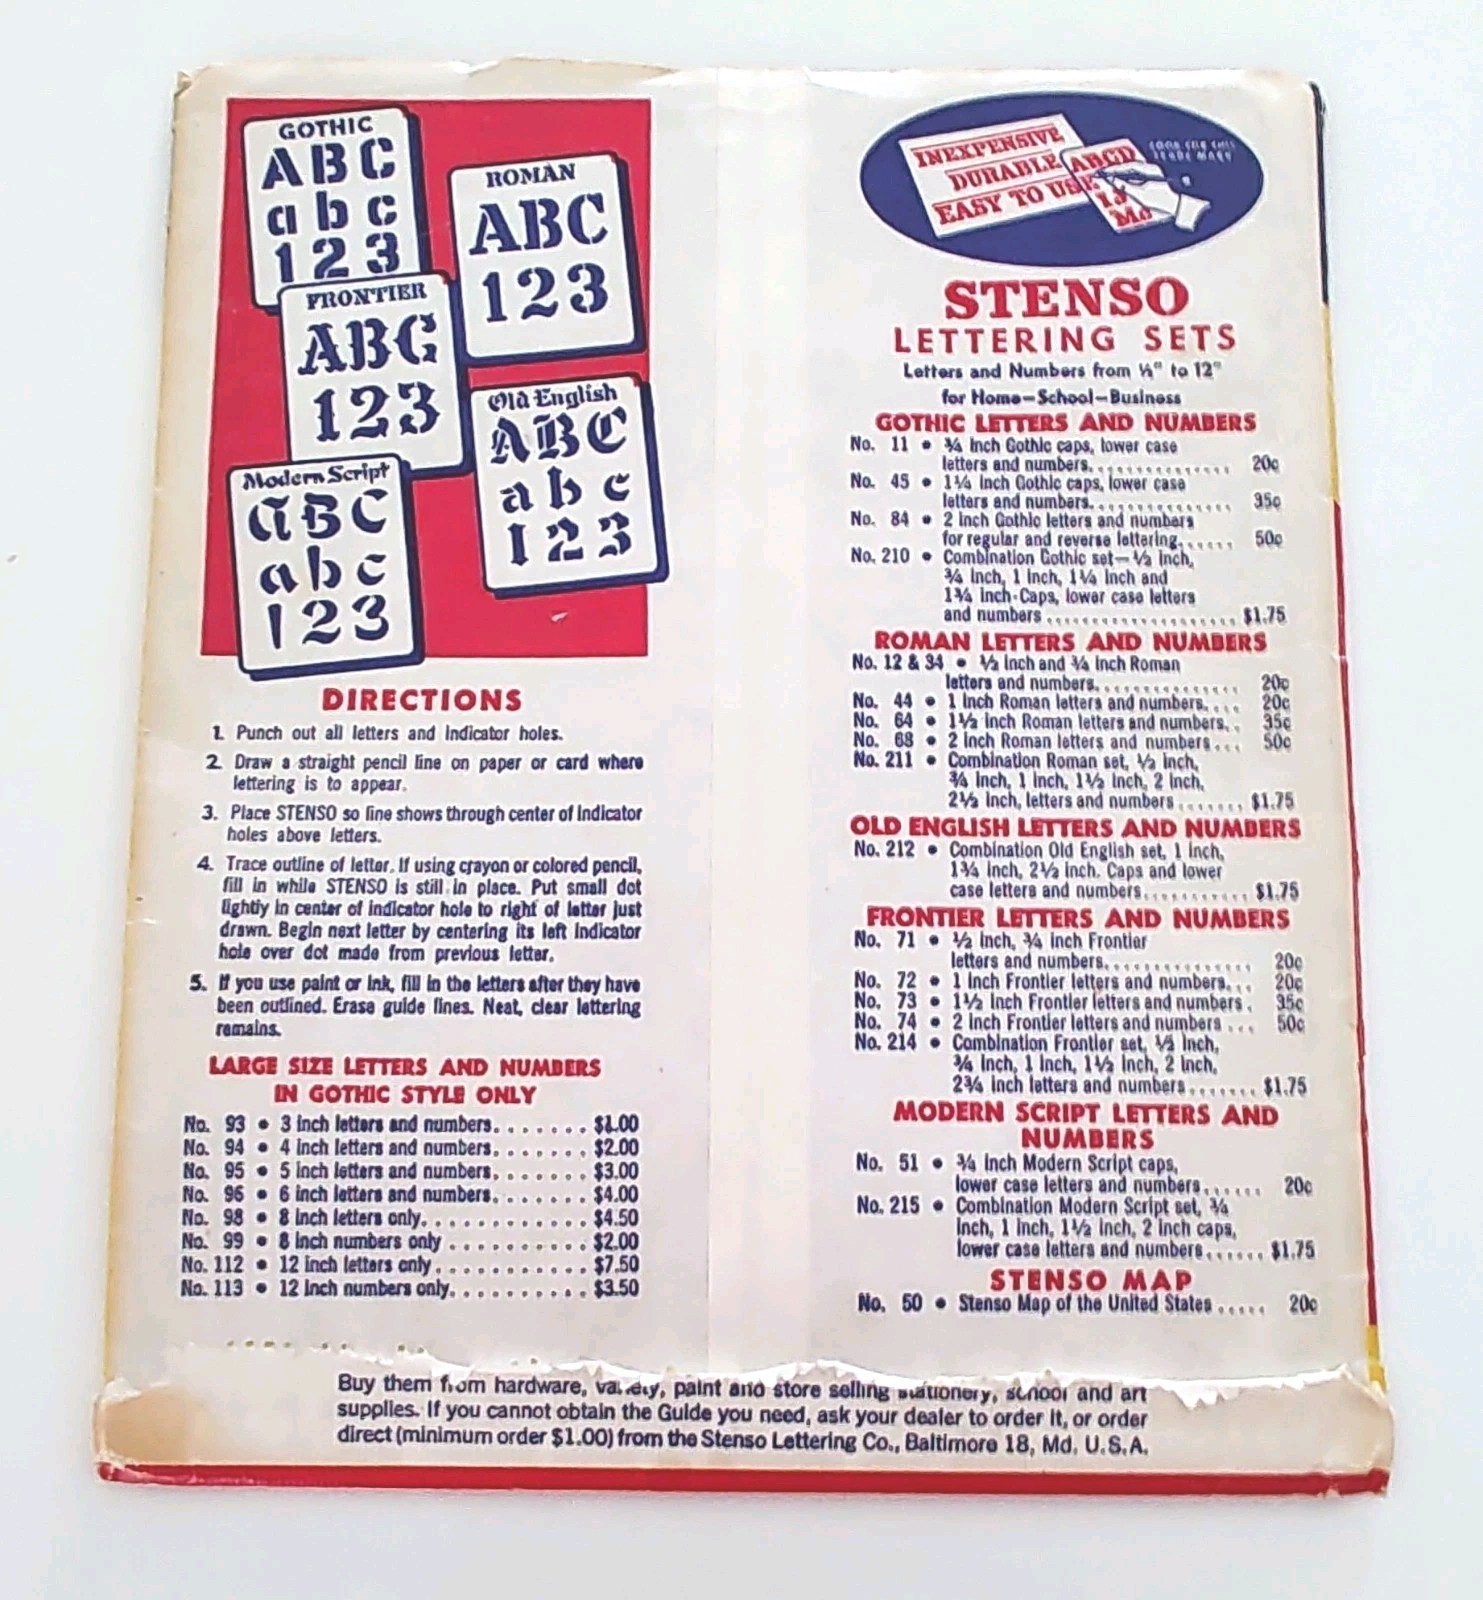 GOTHIC
ABC
abc
123
ROMAN
ABC
123
FRONTIER
ABC
123
Old English
ABC
abc
123
Modern Script
ABC
abc
123
DIRECTIONS
1. Punch out all letters and indicator holes.
2. Draw a straight pencil line on paper or card where
lettering is to appear.
3. Place STENSO so line shows through center of indicator
holes above letters.
4. Trace outline of letter. If using crayon or colored pencil,
fill in while STENSO is still in place. Put small dot
lightly in center of indicator hole to right of letter just
drawn. Begin next letter by centering its left indicator
hole over dot made from previous letter.
5. If you use paint or ink, fill in the letters after they have
been outlined. Erase guide lines. Neat, clear lettering
remains.
LARGE SIZE LETTERS AND NUMBERS
IN GOTHIC STYLE ONLY
No. 93 • 3 inch letters and numbers. . . . . . . $1.00
No. 94 • 4 inch letters and numbers. . . . . . . $2.00
No. 95 • 5 inch letters and numbers. . . . . . . $3.00
No. 96 • 6 inch letters and numbers. . . . . . . $4.00
No. 98 • 8 inch letters only. . . . . . . . . . . . $4.50
No. 99 • 8 inch numbers only . . . . . . . . . . $2.00
No. 112 • 12 inch letters only. . . . . . . . . . . $7.50
No. 113 • 12 inch numbers only. . . . . . . . . . $3.50
INEXPENSIVE
DURABLE
EASY TO USE
ABCD
LOOK FOR THIS
TRADE MARK
STENSO
LETTERING SETS
Letters and Numbers from ½" to 12"
for Home—School—Business
GOTHIC LETTERS AND NUMBERS
No. 11 • ¾ inch Gothic caps, lower case
letters and numbers. . . . . . . . . . . . . . . 20c
No. 45 • 1¼ inch Gothic caps, lower case
letters and numbers. . . . . . . . . . . . . . . 35c
No. 84 • 2 inch Gothic letters and numbers
for regular and reverse lettering. . . . . . 50c
No. 210 • Combination Gothic set—½ inch,
¾ inch, 1 inch, 1¼ inch and
1¾ inch-Caps, lower case letters
and numbers . . . . . . . . . . . . . . . . . . . . $1.75
ROMAN LETTERS AND NUMBERS
No. 12 & 34 • ½ inch and ¾ inch Roman
letters and numbers. . . . . . . . . . . . . . . 20c
No. 44 • 1 inch Roman letters and numbers. . . . 20c
No. 64 • 1½ inch Roman letters and numbers. . 35c
No. 68 • 2 inch Roman letters and numbers . . . 50c
No. 211 • Combination Roman set, ½ inch,
¾ inch, 1 inch, 1½ inch, 2 inch,
2½ inch, letters and numbers . . . . . . . $1.75
OLD ENGLISH LETTERS AND NUMBERS
No. 212 • Combination Old English set, 1 inch,
1¾ inch, 2½ inch. Caps and lower
case letters and numbers . . . . . . . . . . . $1.75
FRONTIER LETTERS AND NUMBERS
No. 71 • ½ inch, ¾ inch Frontier
letters and numbers. . . . . . . . . . . . . . . 20c
No. 72 • 1 inch Frontier letters and numbers. . . 20c
No. 73 • 1½ inch Frontier letters and numbers . 35c
No. 74 • 2 inch Frontier letters and numbers . . . 50c
No. 214 • Combination Frontier set, ½ inch,
¾ inch, 1 inch, 1½ inch, 2 inch,
2¾ inch letters and numbers . . . . . . . $1.75
MODERN SCRIPT LETTERS AND
NUMBERS
No. 51 • ¾ inch Modern Script caps,
lower case letters and numbers . . . . . . 20c
No. 215 • Combination Modern Script set, ¾
inch, 1 inch, 1½ inch, 2 inch caps,
lower case letters and numbers . . . . . . $1.75
STENSO MAP
No. 50 • Stenso Map of the United States . . . . . 20c
Buy them from hardware, variety, paint and store selling stationery, school and art
supplies. If you cannot obtain the Guide you need, ask your dealer to order it, or order
direct (minimum order $1.00) from the Stenso Lettering Co., Baltimore 18, Md. U.S.A.